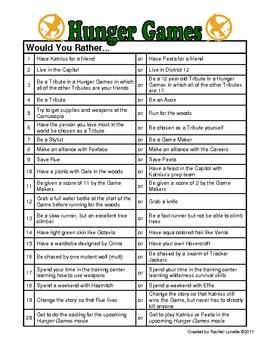 Hunger Games
Would You Rather...
1 Have Katniss for a friend or Have Peeta for a friend
2 Live in the Capitol or Live in District 12
3 Be a Tribute in a Hunger Games in which all of the other Tributes are your age or Be a 12 year old Tribute in a Hunger Games in which all of the other Tributes are 17.
4 Be a Tribute or Be an Avox
5 Try to get supplies and weapons at the Cornucopia or Run for the woods
6 Have the person you love most in the world be chosen as a Tribute or Be chosen as a Tribute yourself
7 Be a Stylist or Be a Game Maker
8 Make an alliance with Foxface or Make an alliance with Careers
9 Save Rue or Save Peeta
10 Have a picnic with Gale in the woods or Have a feast in the Capitol with Katniss's prep team
11 Be given a score of 11 by the Game Makers or Be given a score of 2 by the Game Makers
12 Grab a full water bottle at the start of the game before running for the woods or Grab a knife
13 Be a slow runner, but an excellent tree climber or Be a fast runner but not be able to climb trees
14 Have light green skin like Octavia or Have aqua colored hair like Venia
15 Have a wardrobe designed by Cinna or Have your own Hovercraft
16 Be chased by one mutant wolf (mutt) or Be chased by a swarm of Tracker Jackers
17 Spend your time in the training center learning how to use weapons or Spend your time in the training center learning survival skills
18 Spend a weekend with Haymitch or Spend a weekend with Effie
19 Change the story so that Rue lives or Change the story so that Katniss still wins the Game, but never has to directly kill anyone
20 Get to do the casting for the upcoming Hunger Games movie or Get to play Katniss or Peeta in the upcoming Hunger Games movie
Created by Rachel Lynette ©2011